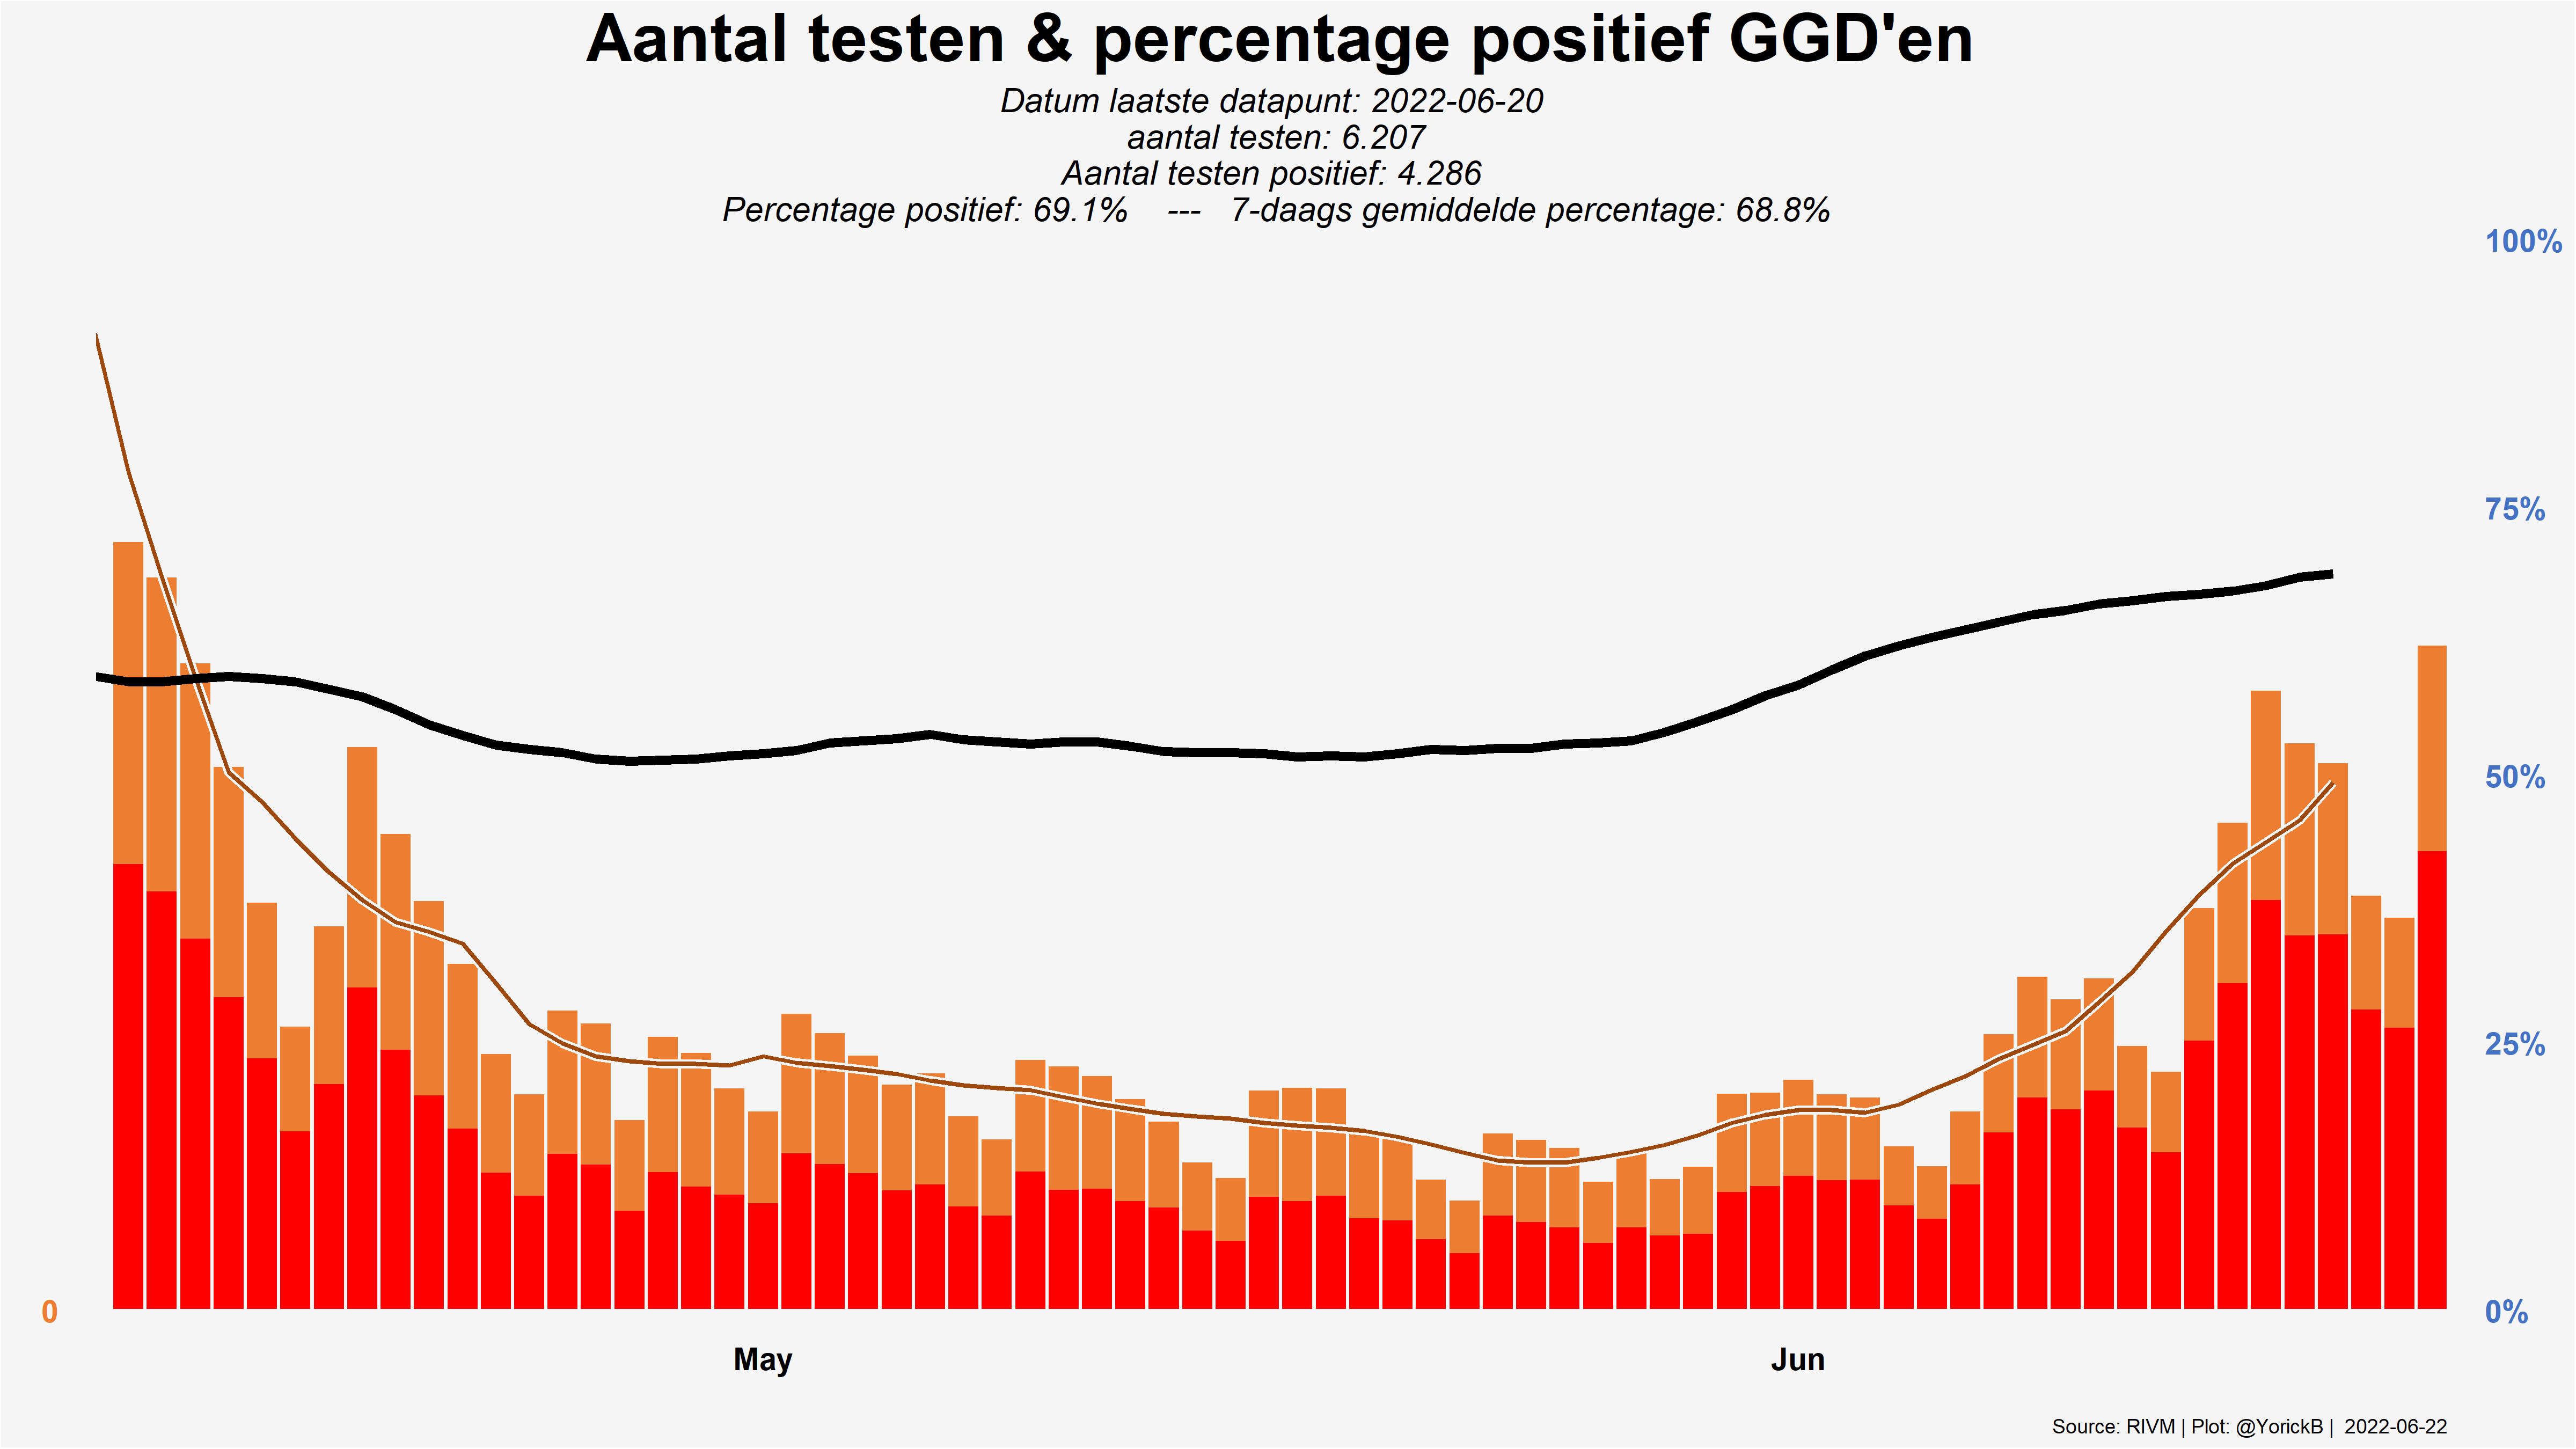 Aantal testen & percentage positief GGD'en
Datum laatste datapunt: 2022-06-20
aantal testen: 6.207
Aantal testen positief: 4.286
Percentage positief: 69.1% --- 7-daags gemiddelde percentage: 68.8%
100%
75%
50%
25%
0 0%
May Jun
Source: RIVM | Plot: @YorickB | 2022-06-22